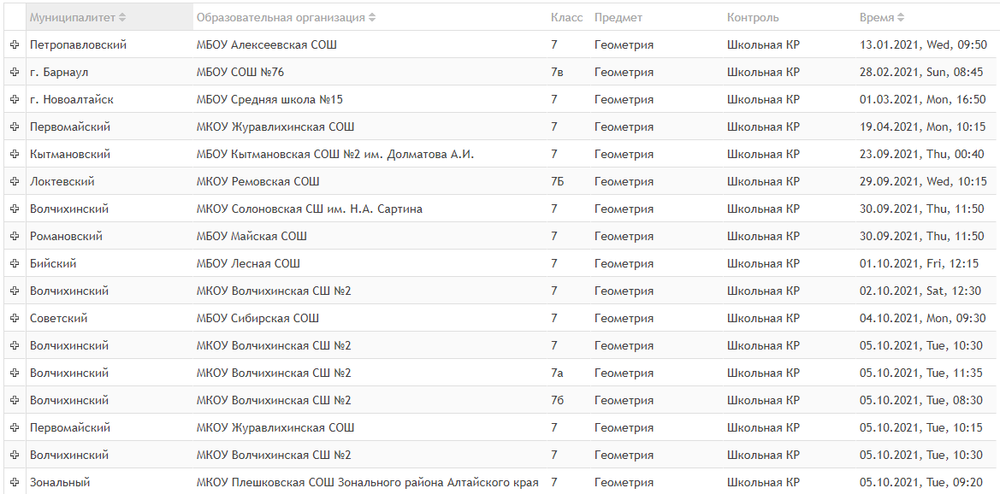 Муниципалитет Образовательная организация Класс Предмет Контроль Время
Петропавловский МБОУ Алексеевская СОШ 7 Геометрия Школьная КР 13.01.2021, Wed, 09:50
г. Барнаул МБОУ СОШ №76 7в Геометрия Школьная КР 28.02.2021, Sun, 08:45
г. Новоалтайск МБОУ Средняя школа №15 7 Геометрия Школьная КР 01.03.2021, Mon, 16:50
Первомайский МКОУ Журавлихинская СОШ 7 Геометрия Школьная КР 19.04.2021, Mon, 10:15
Кытмановский МБОУ Кытмановская СОШ №2 им. Долматова А.И. 7 Геометрия Школьная КР 23.09.2021, Thu, 00:40
Локтевский МКОУ Ремовская СОШ 7Б Геометрия Школьная КР 29.09.2021, Wed, 10:15
Волчихинский МКОУ Солоновская СШ им. Н.А. Сартина 7 Геометрия Школьная КР 30.09.2021, Thu, 11:50
Романовский МБОУ Майская СОШ 7 Геометрия Школьная КР 30.09.2021, Thu, 11:50
Бийский МБОУ Лесная СОШ 7 Геометрия Школьная КР 01.10.2021, Fri, 12:15
Волчихинский МКОУ Волчихинская СШ №2 7 Геометрия Школьная КР 02.10.2021, Sat, 12:30
Советский МБОУ Сибирская СОШ 7 Геометрия Школьная КР 04.10.2021, Mon, 09:30
Волчихинский МКОУ Волчихинская СШ №2 7 Геометрия Школьная КР 05.10.2021, Tue, 10:30
Волчихинский МКОУ Волчихинская СШ №2 7а Геометрия Школьная КР 05.10.2021, Tue, 11:35
Волчихинский МКОУ Волчихинская СШ №2 7б Геометрия Школьная КР 05.10.2021, Tue, 08:30
Первомайский МКОУ Журавлихинская СОШ 7 Геометрия Школьная КР 05.10.2021, Tue, 10:15
Волчихинский МКОУ Волчихинская СШ №2 7 Геометрия Школьная КР 05.10.2021, Tue, 10:30
Зональный МКОУ Плешковская СОШ Зонального района Алтайского края 7 Геометрия Школьная КР 05.10.2021, Tue, 09:20